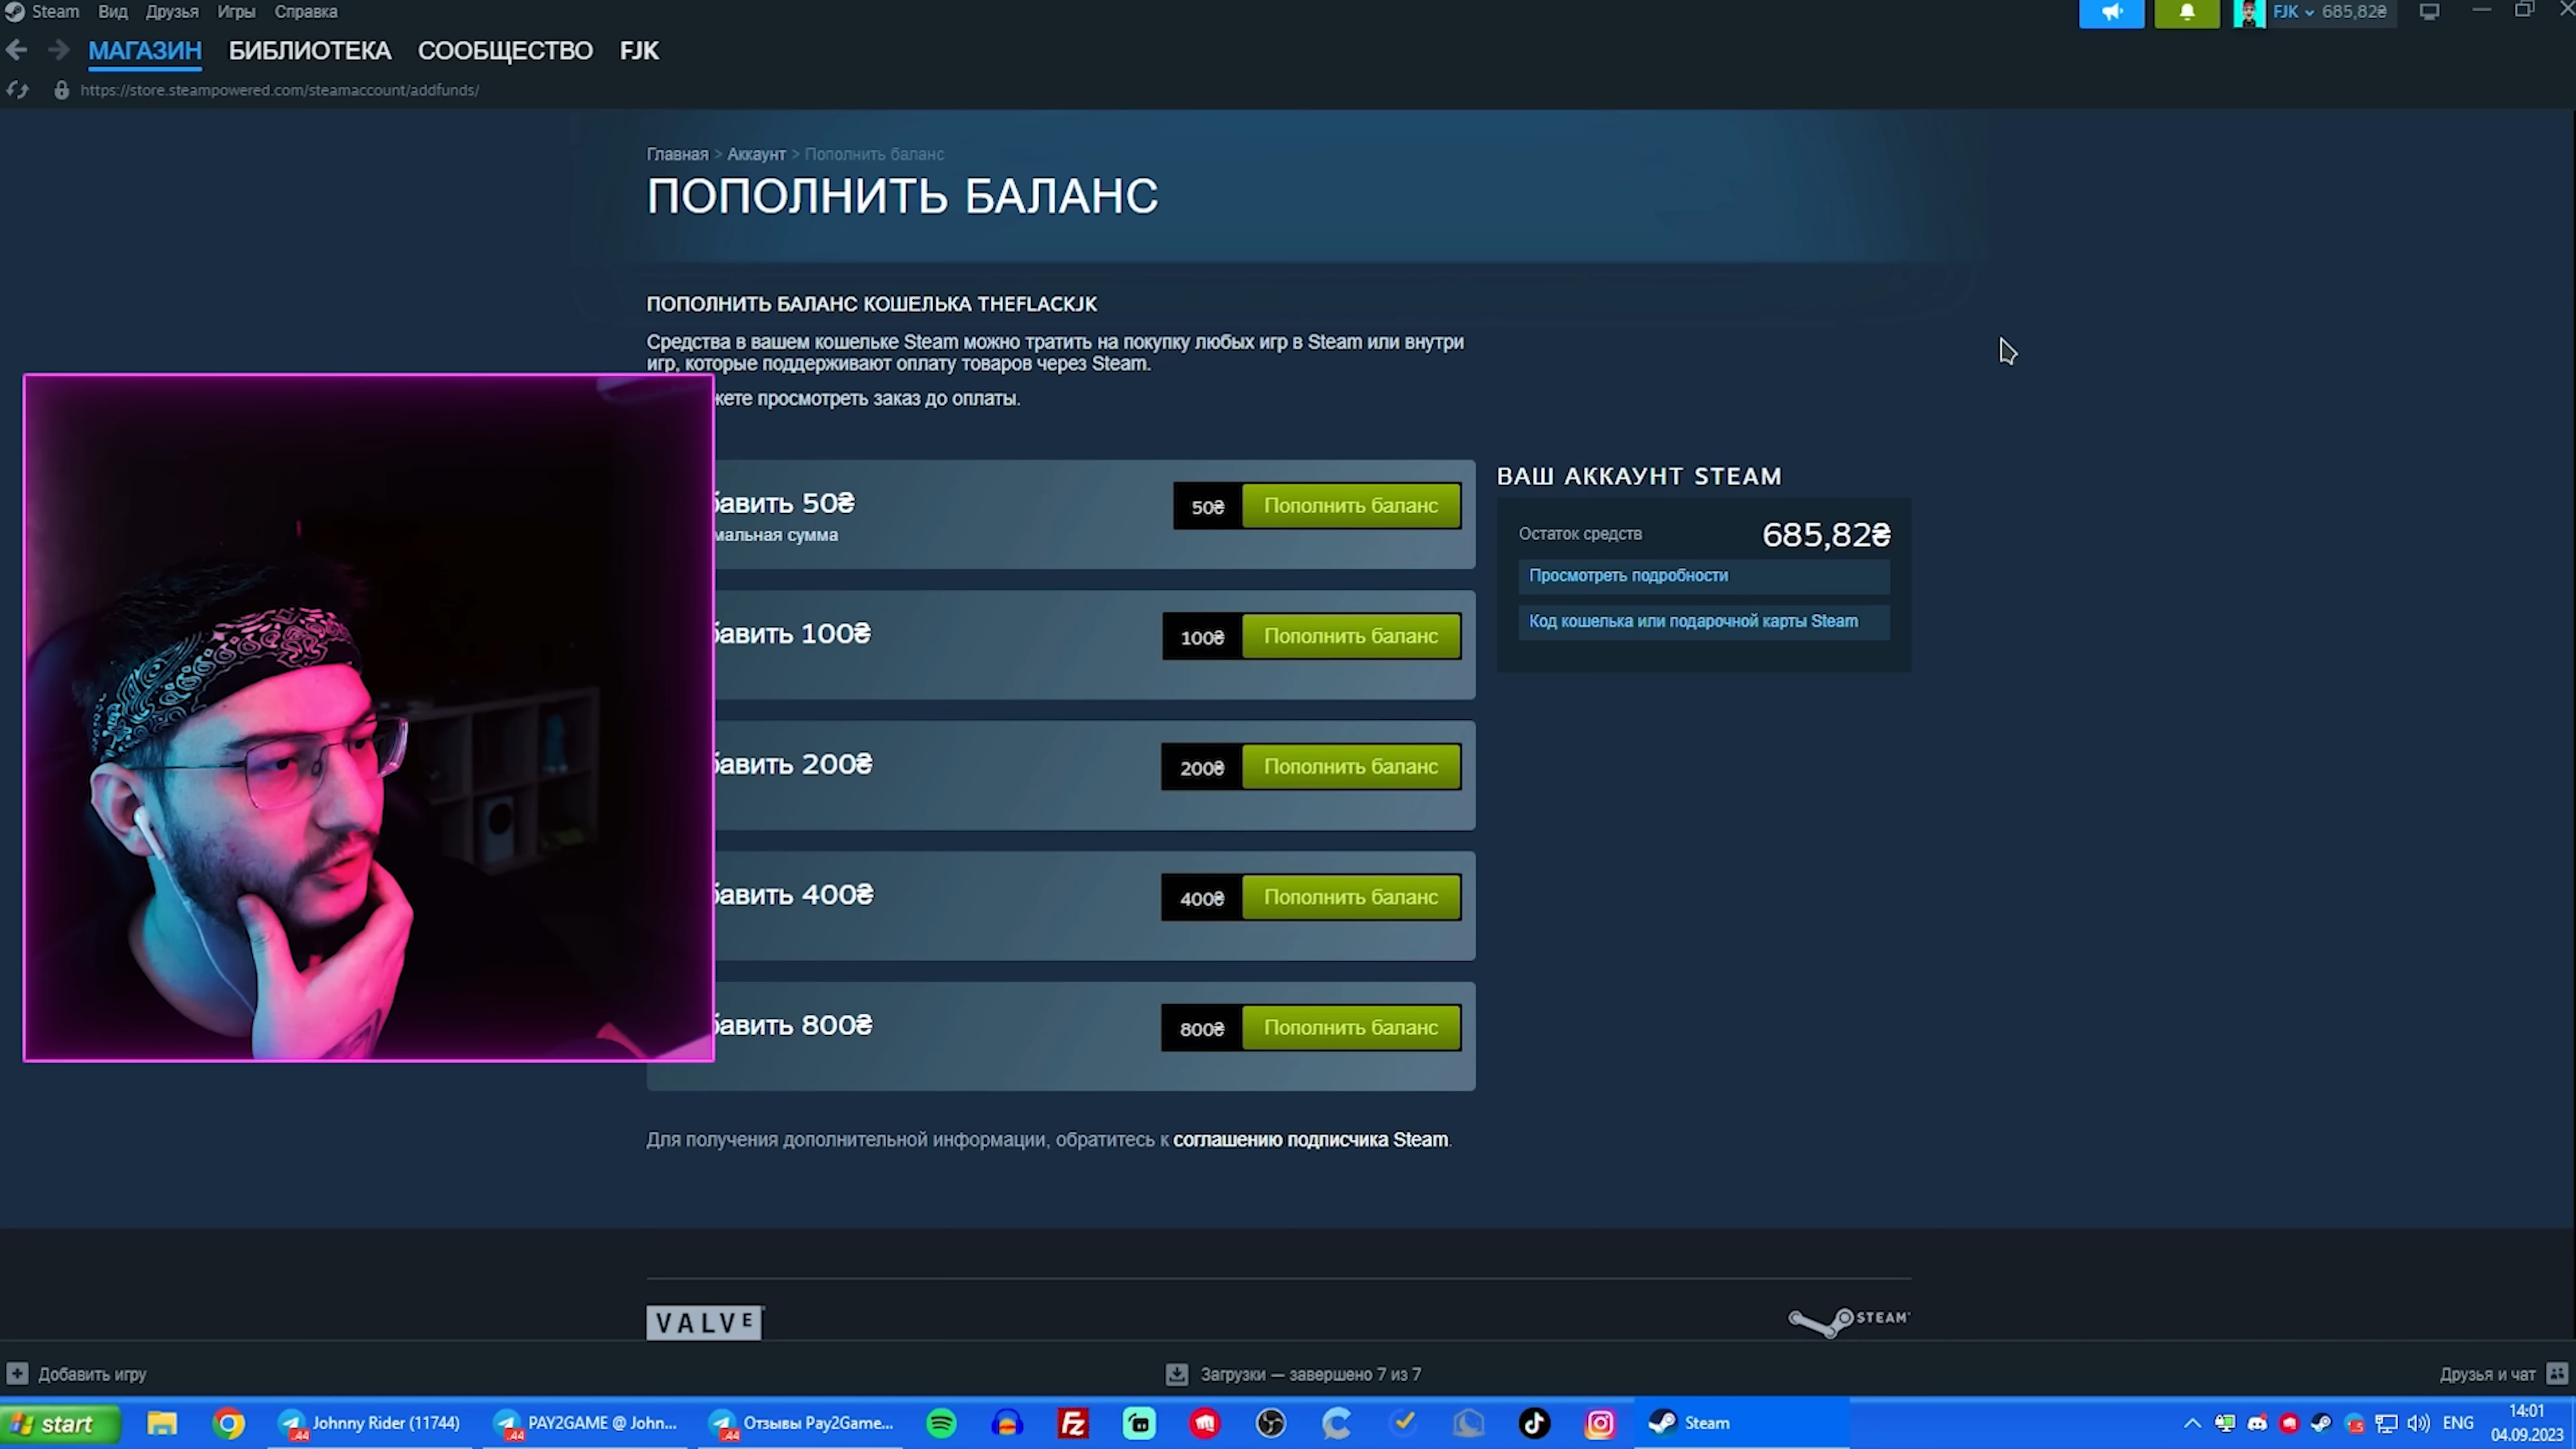 Steam Вид Друзья Игры Справка
FJK 685,82₴
МАГАЗИН БИБЛИОТЕКА СООБЩЕСТВО FJK
https://store.steampowered.com/steamaccount/addfunds/
Главная > Аккаунт > Пополнить баланс
ПОПОЛНИТЬ БАЛАНС
ПОПОЛНИТЬ БАЛАНС КОШЕЛЬКА THEFLACKJK
Средства в вашем кошельке Steam можно тратить на покупку любых игр в Steam или внутри
игр, которые поддерживают оплату товаров через Steam.
жете просмотреть заказ до оплаты.
бавить 50₴
мальная сумма
50₴ Пополнить баланс
бавить 100₴
100₴ Пополнить баланс
бавить 200₴
200₴ Пополнить баланс
бавить 400₴
400₴ Пополнить баланс
бавить 800₴
800₴ Пополнить баланс
ВАШ АККАУНТ STEAM
Остаток средств 685,82₴
Просмотреть подробности
Код кошелька или подарочной карты Steam
Для получения дополнительной информации, обратитесь к соглашению подписчика Steam.
VALVE
STEAM
Добавить игру
Загрузки — завершено 7 из 7
Друзья и чат
start
Johnny Rider (11744)
PAY2GAME @ John...
Отзывы Pay2Game...
Steam
ENG
14:01
04.09.2023